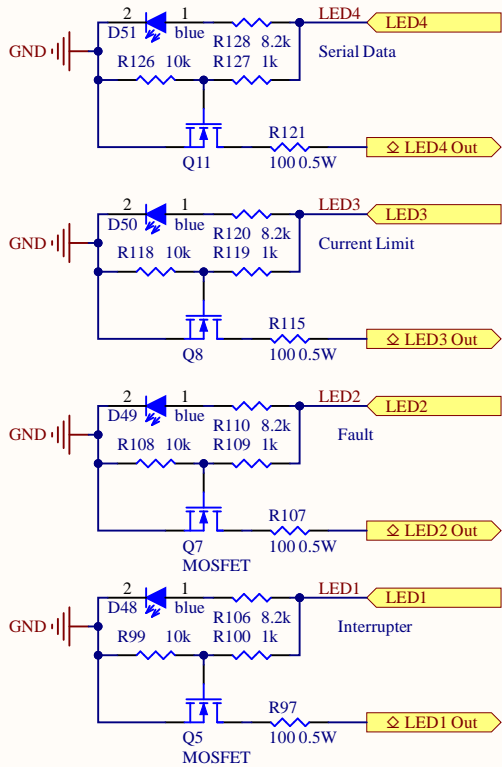 2 1 LED4 LED4
D51 blue R128 8.2k Serial Data
GND R126 10k R127 1k
R121
Q11 100 0.5W LED4 Out
2 1 LED3 LED3
D50 blue R120 8.2k Current Limit
GND R118 10k R119 1k
R115
Q8 100 0.5W LED3 Out
2 1 LED2 LED2
D49 blue R110 8.2k Fault
GND R108 10k R109 1k
R107
Q7 100 0.5W LED2 Out
MOSFET
2 1 LED1 LED1
D48 blue R106 8.2k Interrupter
GND R99 10k R100 1k
R97
Q5 100 0.5W LED1 Out
MOSFET